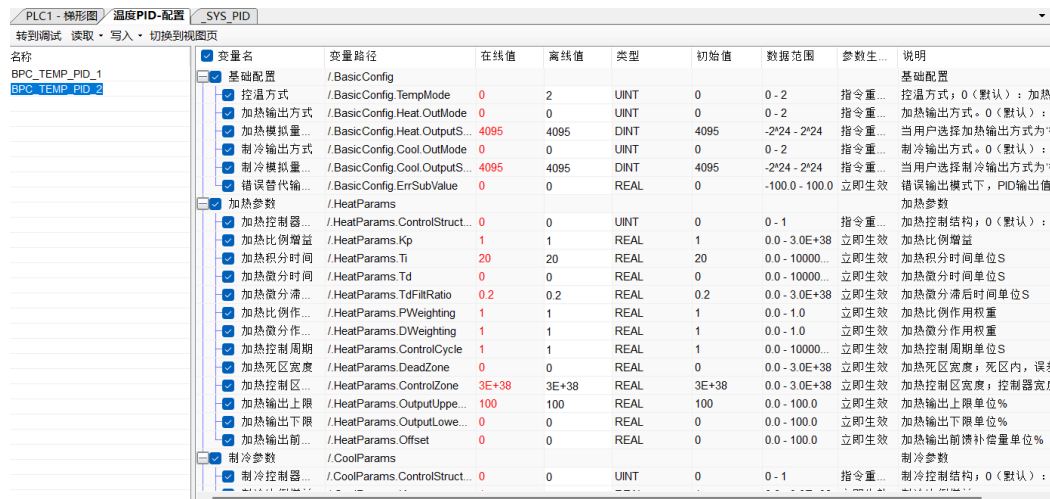 PLC1 - 梯形图 温度PID-配置 _SYS_PID
转到调试 读取 写入 切换到视图页
名称 变量名 变量路径 在线值 离线值 类型 初始值 数据范围 参数生... 说明
BPC_TEMP_PID_1 基础配置 /.BasicConfig 基础配置
BPC_TEMP_PID_2 控温方式 /.BasicConfig.TempMode 0 2 UINT 0 0 - 2 指令重... 控温方式；0（默认）：加热
加热输出方式 /.BasicConfig.Heat.OutMode 0 0 UINT 0 0 - 2 指令重... 加热输出方式。0（默认）：
加热模拟量... /.BasicConfig.Heat.OutputS... 4095 4095 DINT 4095 -2^24 - 2^24 指令重... 当用户选择加热输出方式为
制冷输出方式 /.BasicConfig.Cool.OutMode 0 0 UINT 0 0 - 2 指令重... 制冷输出方式。0（默认）：
制冷模拟量... /.BasicConfig.Cool.OutputS... 4095 4095 DINT 4095 -2^24 - 2^24 指令重... 当用户选择制冷输出方式为
错误替代输... /.BasicConfig.ErrSubValue 0 0 REAL 0 -100.0 - 100.0 立即生效 错误输出模式下，PID输出值
加热参数 /.HeatParams 加热参数
加热控制器... /.HeatParams.ControlStruct... 0 0 UINT 0 0 - 1 指令重... 加热控制结构；0（默认）：
加热比例增益 /.HeatParams.Kp 1 1 REAL 1 0.0 - 3.0E+38 立即生效 加热比例增益
加热积分时间 /.HeatParams.Ti 20 20 REAL 20 0.0 - 10000... 立即生效 加热积分时间单位S
加热微分时间 /.HeatParams.Td 0 0 REAL 0 0.0 - 10000... 立即生效 加热微分时间单位S
加热微分滞... /.HeatParams.TdFiltRatio 0.2 0.2 REAL 0.2 0.0 - 3.0E+38 立即生效 加热微分滞后时间单位S
加热比例作... /.HeatParams.PWeighting 1 1 REAL 1 0.0 - 1.0 立即生效 加热比例作用权重
加热微分作... /.HeatParams.DWeighting 1 1 REAL 1 0.0 - 1.0 立即生效 加热微分作用权重
加热控制周期 /.HeatParams.ControlCycle 1 1 REAL 1 0.0 - 10000... 立即生效 加热控制周期单位S
加热死区宽度 /.HeatParams.DeadZone 0 0 REAL 0 0.0 - 3.0E+38 立即生效 加热死区宽度；死区内，误差
加热控制区... /.HeatParams.ControlZone 3E+38 3E+38 REAL 3E+38 0.0 - 3.0E+38 立即生效 加热控制区宽度；控制器宽度
加热输出上限 /.HeatParams.OutputUppe... 100 100 REAL 100 0.0 - 100.0 立即生效 加热输出上限单位%
加热输出下限 /.HeatParams.OutputLowe... 0 0 REAL 0 0.0 - 100.0 立即生效 加热输出下限单位%
加热输出前... /.HeatParams.Offset 0 0 REAL 0 0.0 - 100.0 立即生效 加热输出前馈补偿量单位%
制冷参数 /.CoolParams 制冷参数
制冷控制器... /.CoolParams.ControlStruct... 0 0 UINT 0 0 - 1 指令重... 制冷控制结构；0（默认）：